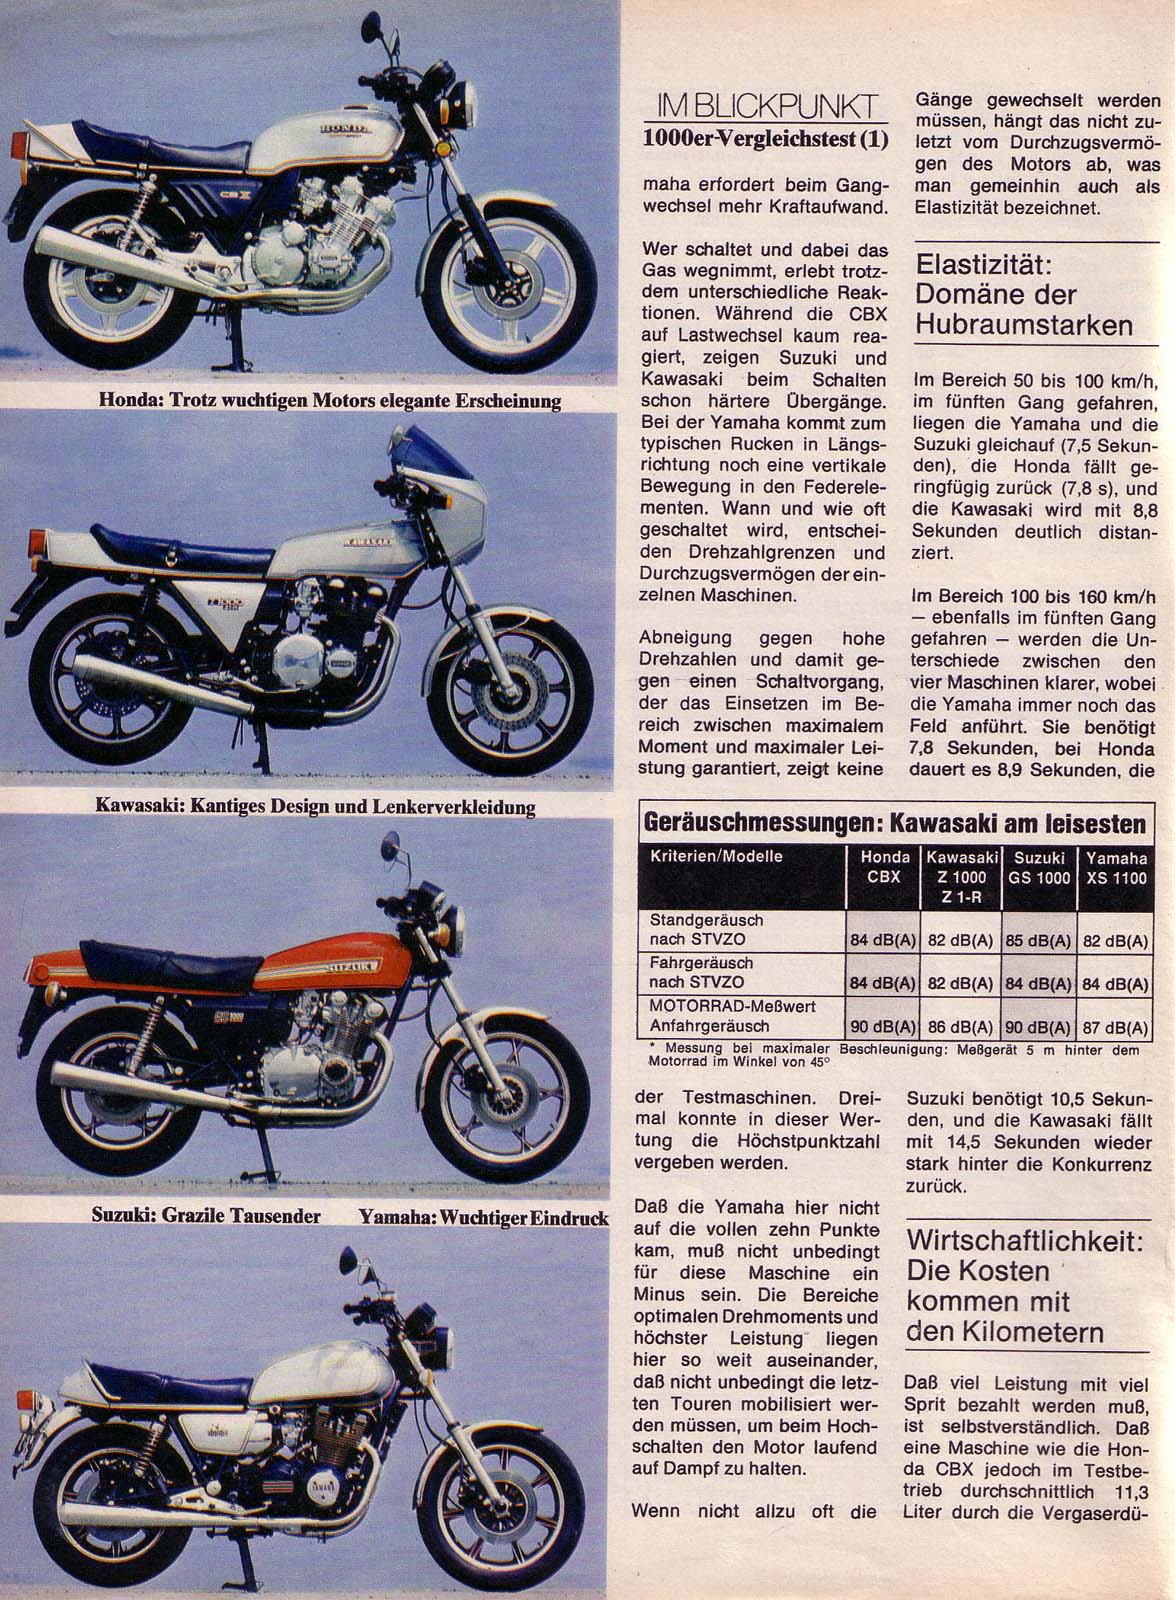 HONDA
CBX
Honda: Trotz wuchtigen Motors elegante Erscheinung
KAWASAKI
Z1000
Kawasaki: Kantiges Design und Lenkerverkleidung
SUZUKI
GS1000
Suzuki: Grazile Tausender
Yamaha: Wuchtiger Eindruck
YAMAHA
IM BLICKPUNKT
1000er-Vergleichstest (1)
maha erfordert beim Gang-
wechsel mehr Kraftaufwand.
Wer schaltet und dabei das
Gas wegnimmt, erlebt trotz-
dem unterschiedliche Reak-
tionen. Während die CBX
auf Lastwechsel kaum rea-
giert, zeigen Suzuki und
Kawasaki beim Schalten
schon härtere Übergänge.
Bei der Yamaha kommt zum
typischen Rucken in Längs-
richtung noch eine vertikale
Bewegung in den Federele-
menten. Wann und wie oft
geschaltet wird, entschei-
den Drehzahlgrenzen und
Durchzugsvermögen der ein-
zelnen Maschinen.
Abneigung gegen hohe
Drehzahlen und damit ge-
gen einen Schaltvorgang,
der das Einsetzen im Be-
reich zwischen maximalem
Moment und maximaler Lei-
stung garantiert, zeigt keine
Gänge gewechselt werden
müssen, hängt das nicht zu-
letzt vom Durchzugsvermö-
gen des Motors ab, was
man gemeinhin auch als
Elastizität bezeichnet.
Elastizität:
Domäne der
Hubraumstarken
Im Bereich 50 bis 100 km/h,
im fünften Gang gefahren,
liegen die Yamaha und die
Suzuki gleichauf (7,5 Sekun-
den), die Honda fällt ge-
ringfügig zurück (7,8 s), und
die Kawasaki wird mit 8,8
Sekunden deutlich distan-
ziert.
Im Bereich 100 bis 160 km/h
— ebenfalls im fünften Gang
gefahren — werden die Un-
terschiede zwischen den
vier Maschinen klarer, wobei
die Yamaha immer noch das
Feld anführt. Sie benötigt
7,8 Sekunden, bei Honda
dauert es 8,9 Sekunden, die
Geräuschmessungen: Kawasaki am leisesten
Kriterien/Modelle Honda Kawasaki Suzuki Yamaha
CBX Z 1000 GS 1000 XS 1100
Z 1-R
Standgeräusch
nach STVZO 84 dB(A) 82 dB(A) 85 dB(A) 82 dB(A)
Fahrgeräusch
nach STVZO 84 dB(A) 82 dB(A) 84 dB(A) 84 dB(A)
MOTORRAD-Meßwert
Anfahrgeräusch 90 dB(A) 86 dB(A) 90 dB(A) 87 dB(A)
* Messung bei maximaler Beschleunigung: Meßgerät 5 m hinter dem
Motorrad im Winkel von 45°
der Testmaschinen. Drei-
mal konnte in dieser Wer-
tung die Höchstpunktzahl
vergeben werden.
Daß die Yamaha hier nicht
auf die vollen zehn Punkte
kam, muß nicht unbedingt
für diese Maschine ein
Minus sein. Die Bereiche
optimalen Drehmoments und
höchster Leistung liegen
hier so weit auseinander,
daß nicht unbedingt die letz-
ten Touren mobilisiert wer-
den müssen, um beim Hoch-
schalten den Motor laufend
auf Dampf zu halten.
Wenn nicht allzu oft die
Suzuki benötigt 10,5 Sekun-
den, und die Kawasaki fällt
mit 14,5 Sekunden wieder
stark hinter die Konkurrenz
zurück.
Wirtschaftlichkeit:
Die Kosten
kommen mit
den Kilometern
Daß viel Leistung mit viel
Sprit bezahlt werden muß,
ist selbstverständlich. Daß
eine Maschine wie die Hon-
da CBX jedoch im Testbe-
trieb durchschnittlich 11,3
Liter durch die Vergaserdü-